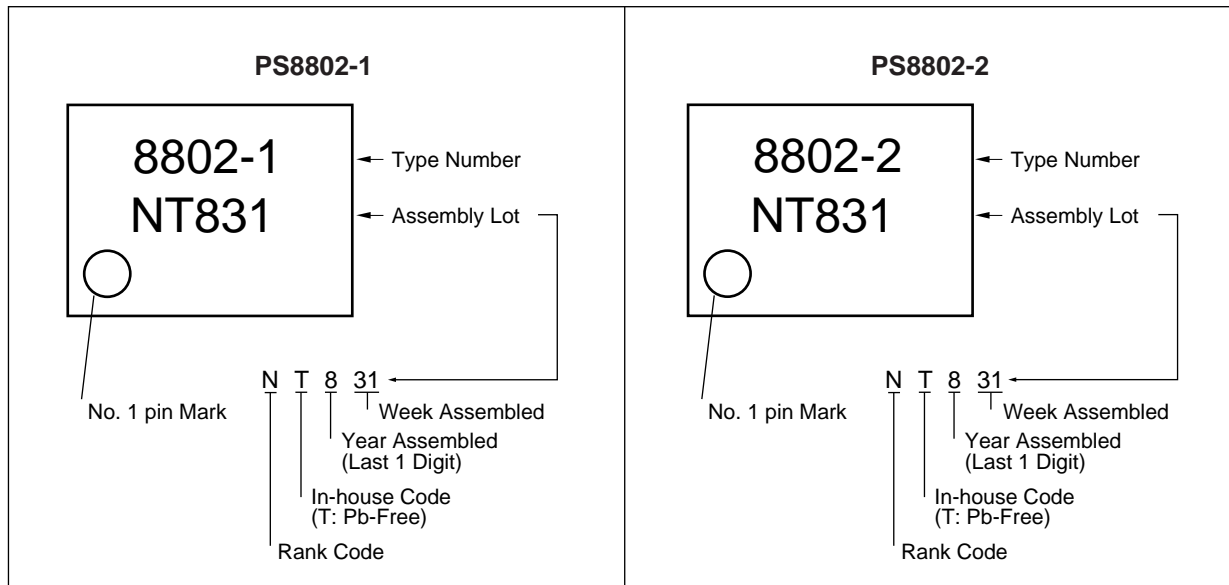 PS8802-1
8802-1
NT831
Type Number
Assembly Lot
N T 8 31
No. 1 pin Mark
Week Assembled
Year Assembled
(Last 1 Digit)
In-house Code
(T: Pb-Free)
Rank Code
PS8802-2
8802-2
NT831
Type Number
Assembly Lot
N T 8 31
No. 1 pin Mark
Week Assembled
Year Assembled
(Last 1 Digit)
In-house Code
(T: Pb-Free)
Rank Code